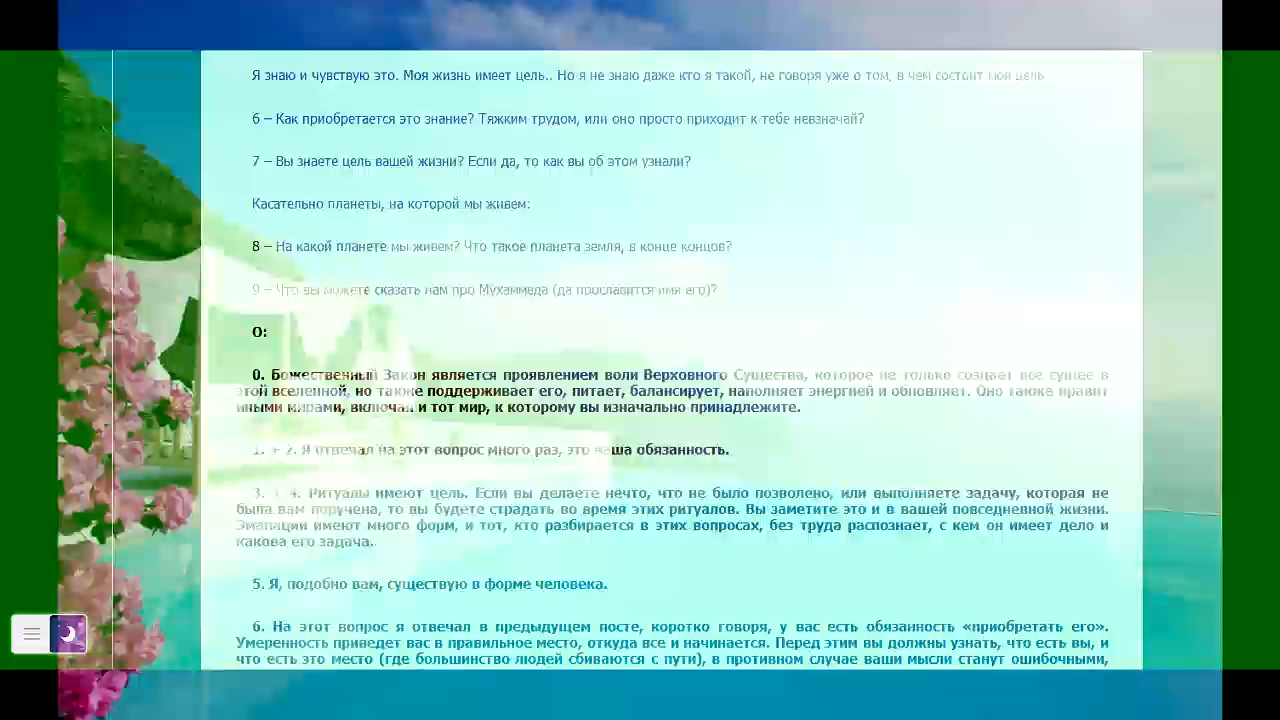 Я знаю и чувствую это. Моя жизнь имеет цель.. Но я не знаю даже кто я такой, не говоря уже о том, в чем состоит моя цель
6 – Как приобретается это знание? Тяжким трудом, или оно просто приходит к тебе невзначай?
7 – Вы знаете цель вашей жизни? Если да, то как вы об этом узнали?
Касательно планеты, на которой мы живем:
8 – На какой планете мы живем? Что такое планета земля, в конце концов?
9 – Что вы можете сказать нам про Мухаммеда (да прославится имя его)?
О:
0. Божественный Закон является проявлением воли Верховного Существа, которое не только создает все сущее в
этой вселенной, но также поддерживает его, питает, балансирует, наполняет энергией и обновляет. Оно также правит
иными мирами, включая и тот мир, к которому вы изначально принадлежите.
1. + 2. Я отвечал на этот вопрос много раз, это ваша обязанность.
3. + 4. Ритуалы имеют цель. Если вы делаете нечто, что не было позволено, или выполняете задачу, которая не
была вам поручена, то вы будете страдать во время этих ритуалов. Вы заметите это и в вашей повседневной жизни.
Эманации имеют много форм, и тот, кто разбирается в этих вопросах, без труда распознает, с кем он имеет дело и
какова его задача.
5. Я, подобно вам, существую в форме человека.
6. На этот вопрос я отвечал в предыдущем посте, коротко говоря, у вас есть обязанность «приобретать его».
Умеренность приведет вас в правильное место, откуда все и начинается. Перед этим вы должны узнать, что есть вы, и
что есть это место (где большинство людей сбиваются с пути), в противном случае ваши мысли станут ошибочными,